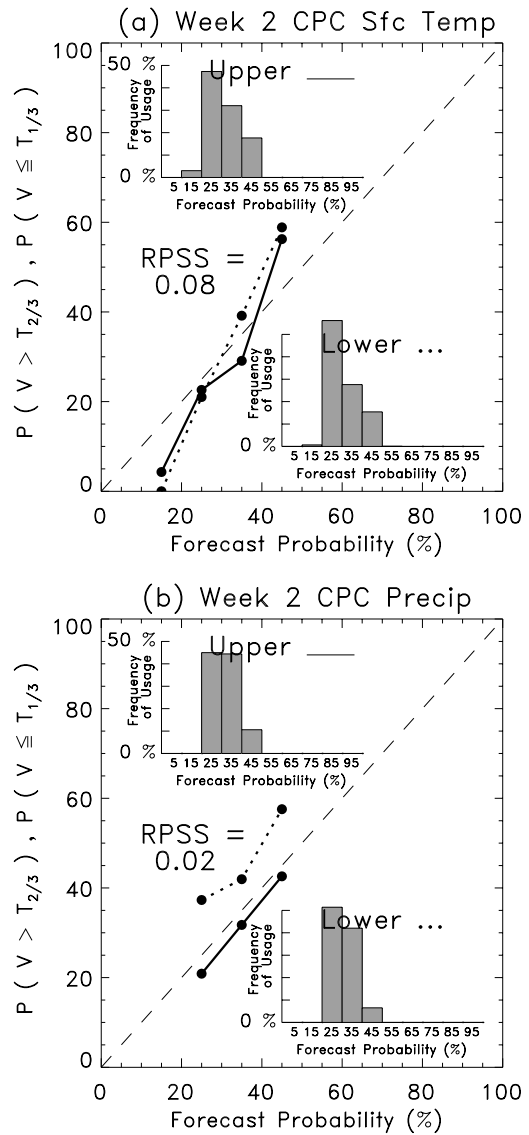 (a) Week 2 CPC Sfc Temp
100
80
60
40
20
0
P ( V > T2/3 ) , P ( V ≦ T1/3 )
50 %
0 %
Frequency
of Usage
Upper ___
5 15 25 35 45 55 65 75 85 95
Forecast Probability (%)
RPSS =
0.08
Lower ...
Frequency
of Usage
0 %
5 15 25 35 45 55 65 75 85 95
Forecast Probability (%)
0 20 40 60 80 100
Forecast Probability (%)
(b) Week 2 CPC Precip
100
80
60
40
20
0
P ( V > T2/3 ) , P ( V ≦ T1/3 )
50 %
0 %
Frequency
of Usage
Upper ___
5 15 25 35 45 55 65 75 85 95
Forecast Probability (%)
RPSS =
0.02
Lower ...
Frequency
of Usage
0 %
5 15 25 35 45 55 65 75 85 95
Forecast Probability (%)
0 20 40 60 80 100
Forecast Probability (%)